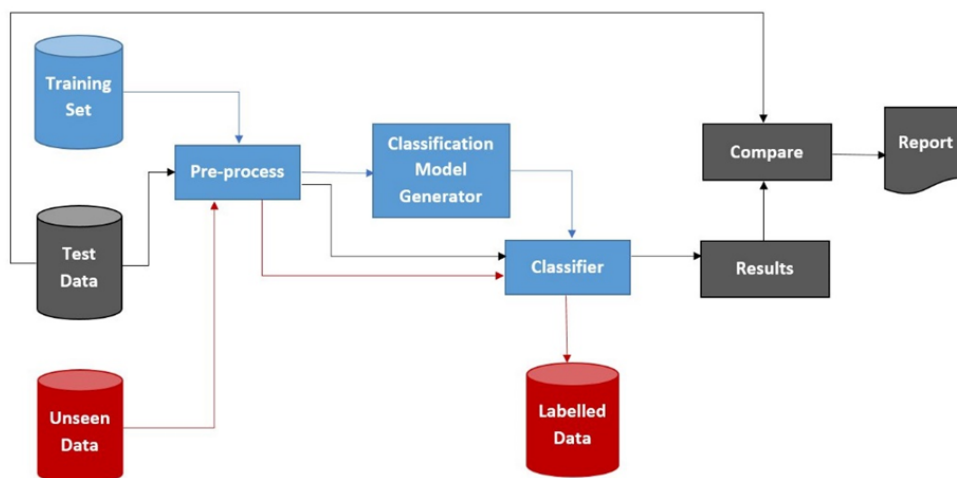 Training
Set
Pre-process
Classification
Model
Generator
Compare
Report
Test
Data
Classifier
Results
Unseen
Data
Labelled
Data